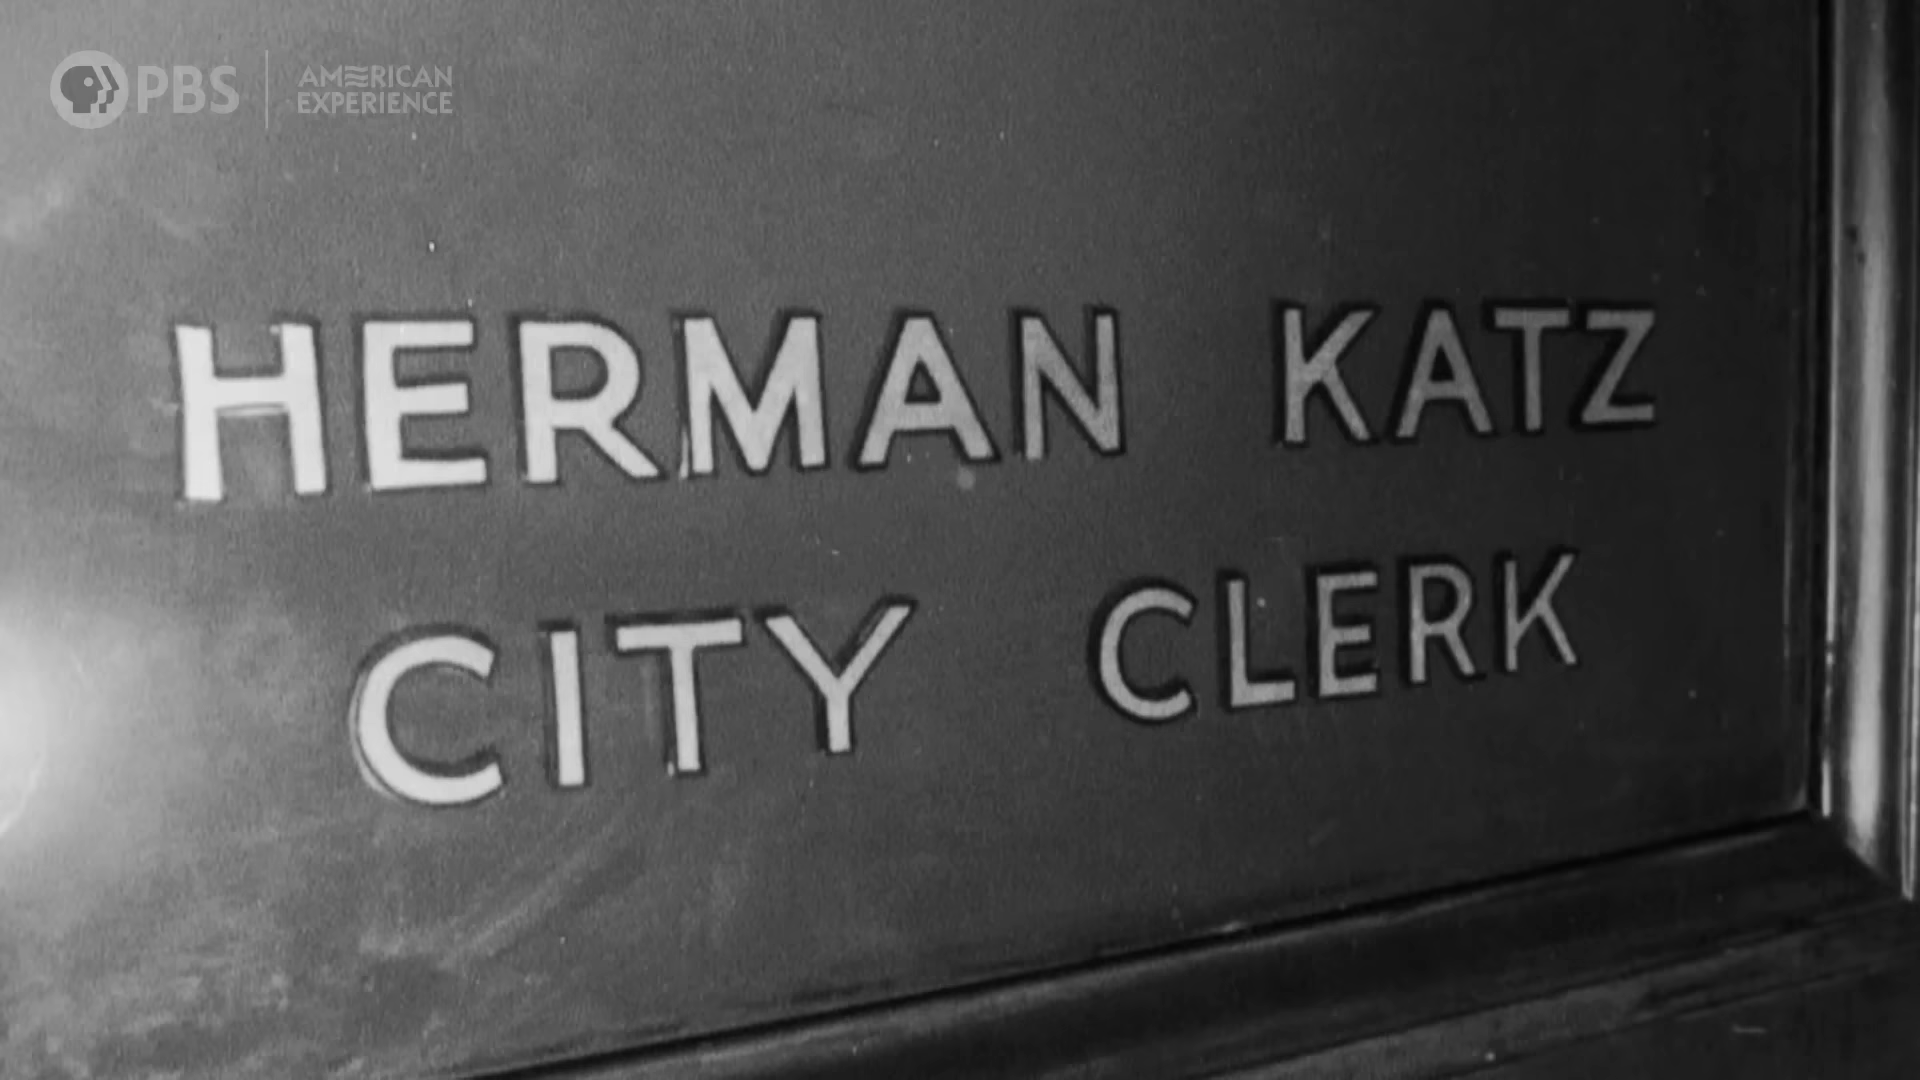 PBS
AMERICAN
EXPERIENCE
HERMAN KATZ
CITY CLERK